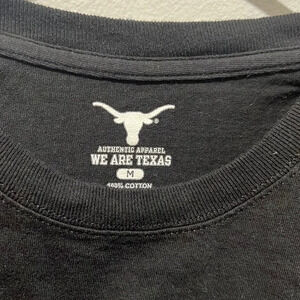 AUTHENTIC APPAREL
WE ARE TEXAS
M
100% COTTON